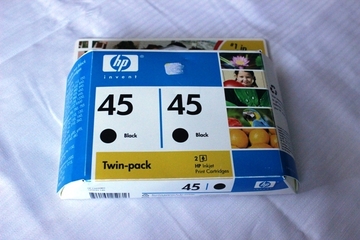 hp
invent
45 45
Black Black
Twin-pack
2
HP Inkjet
Print Cartridges
45
hp